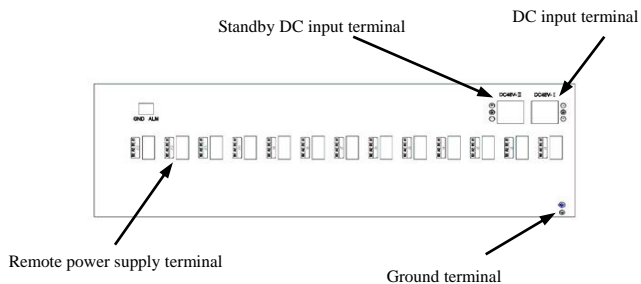 DC input terminal
Standby DC input terminal
DC48V-II DC48V-I
GND ALM
Remote power supply terminal
Ground terminal